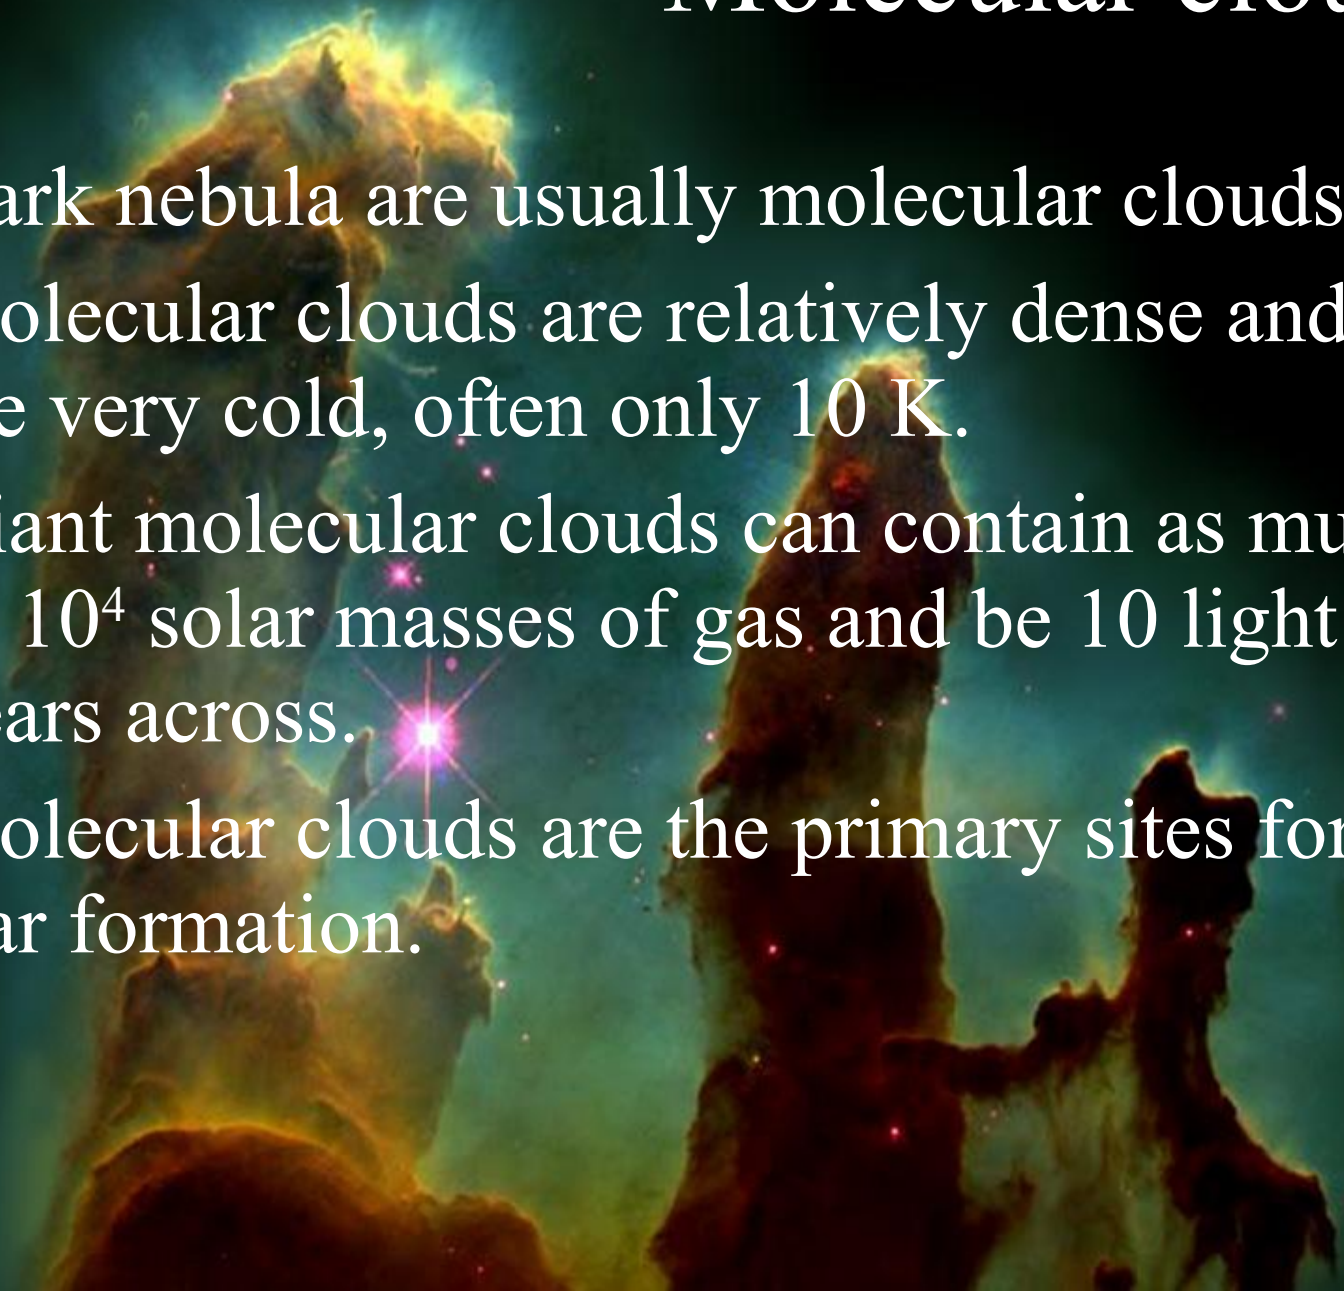 Molecular clou
ark nebula are usually molecular clouds
olecular clouds are relatively dense and
e very cold, often only 10 K.
iant molecular clouds can contain as mu
10⁴ solar masses of gas and be 10 light
ears across.
olecular clouds are the primary sites for
ar formation.